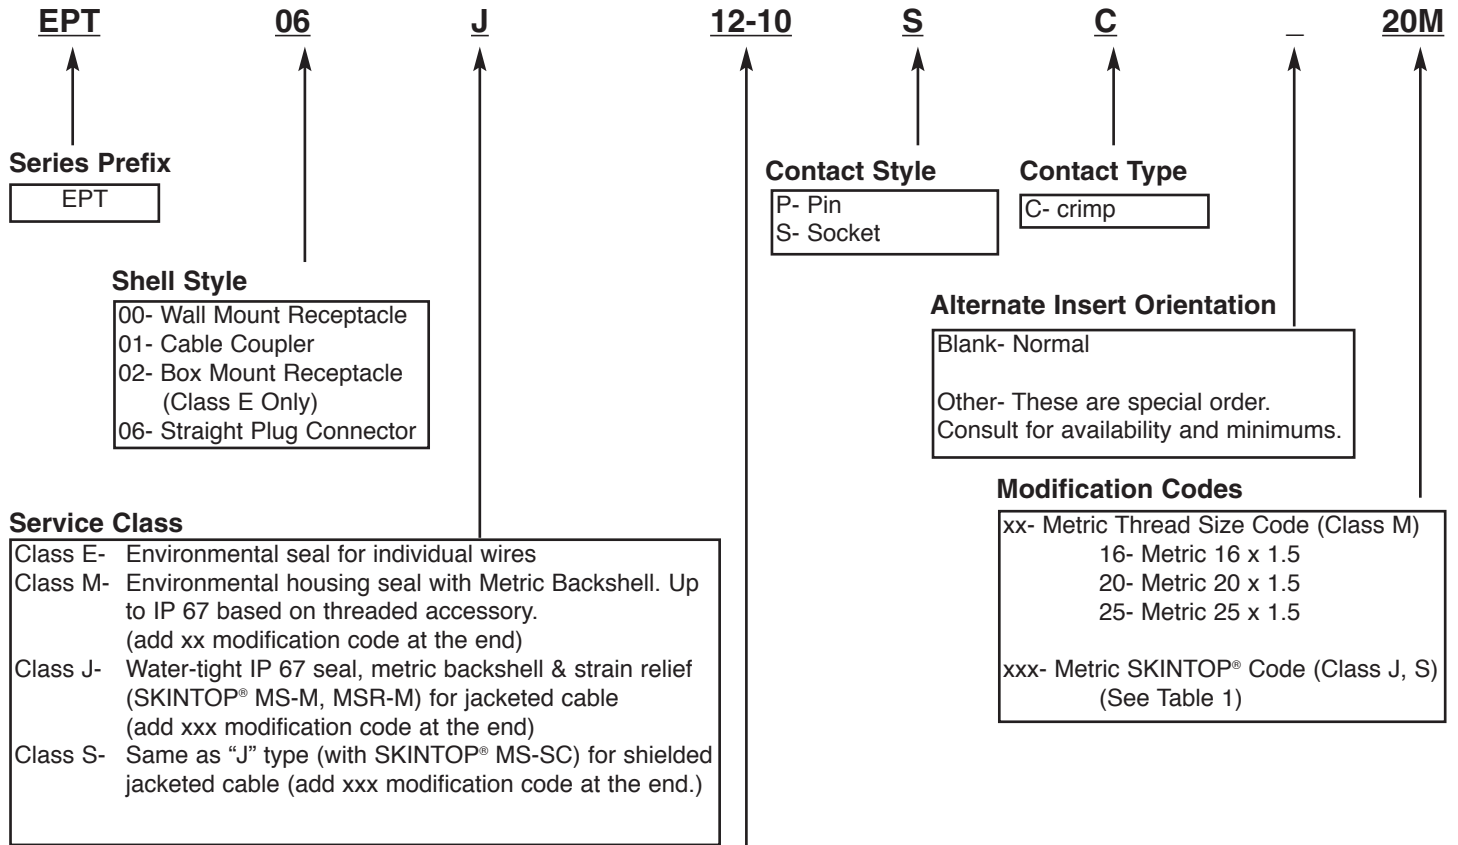 EPT 06 J 12-10 S C _ 20M
Series Prefix
EPT
Contact Style
P- Pin
S- Socket
Contact Type
C- crimp
Shell Style
00- Wall Mount Receptacle
01- Cable Coupler
02- Box Mount Receptacle
(Class E Only)
06- Straight Plug Connector
Alternate Insert Orientation
Blank- Normal
Other- These are special order.
Consult for availability and minimums.
Modification Codes
xx- Metric Thread Size Code (Class M)
16- Metric 16 x 1.5
20- Metric 20 x 1.5
25- Metric 25 x 1.5
xxx- Metric SKINTOP® Code (Class J, S)
(See Table 1)
Service Class
Class E- Environmental seal for individual wires
Class M- Environmental housing seal with Metric Backshell. Up
to IP 67 based on threaded accessory.
(add xx modification code at the end)
Class J- Water-tight IP 67 seal, metric backshell & strain relief
(SKINTOP® MS-M, MSR-M) for jacketed cable
(add xxx modification code at the end)
Class S- Same as “J” type (with SKINTOP® MS-SC) for shielded
jacketed cable (add xxx modification code at the end.)